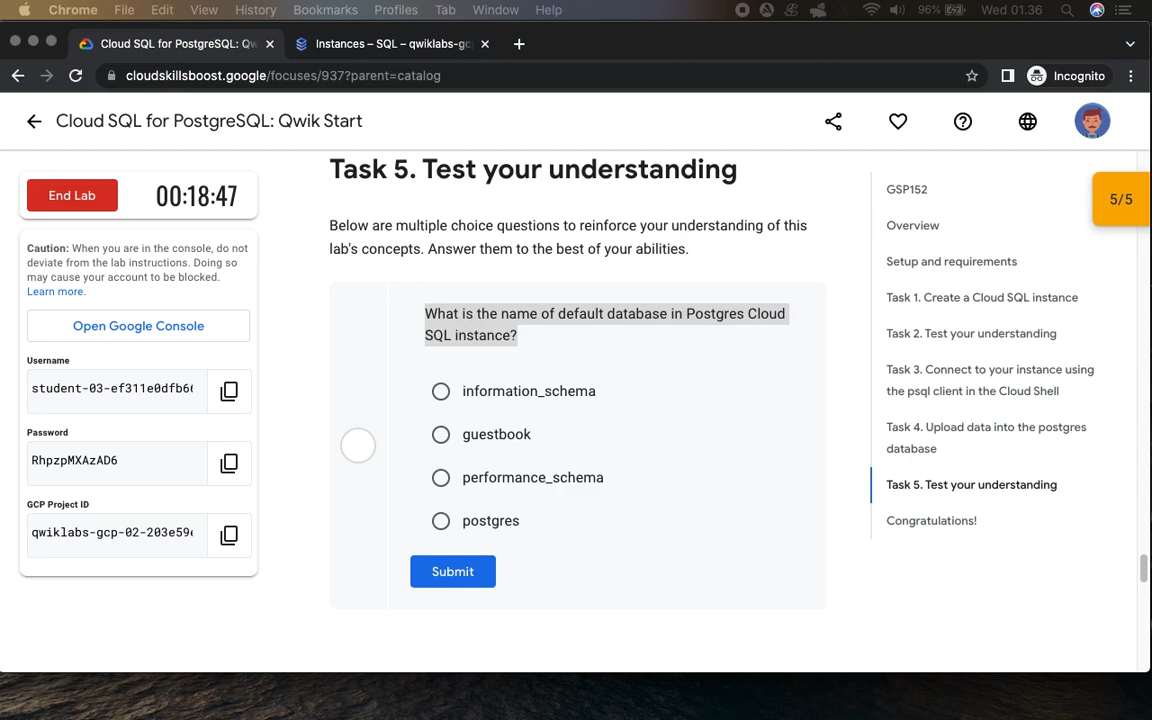 Chrome File Edit View History Bookmarks Profiles Tab Window Help 96% Wed 01.36
Cloud SQL for PostgreSQL: Qw Instances – SQL – qwiklabs-gcp
cloudskillsboost.google/focuses/937?parent=catalog Incognito
Cloud SQL for PostgreSQL: Qwik Start
End Lab 00:18:47
Caution: When you are in the console, do not
deviate from the lab instructions. Doing so
may cause your account to be blocked.
Learn more.
Open Google Console
Username
student-03-ef311e0dfb6
Password
RhpzpMXAzAD6
GCP Project ID
qwiklabs-gcp-02-203e59
Task 5. Test your understanding
Below are multiple choice questions to reinforce your understanding of this
lab's concepts. Answer them to the best of your abilities.
What is the name of default database in Postgres Cloud
SQL instance?
information_schema
guestbook
performance_schema
postgres
Submit
GSP152
Overview
Setup and requirements
Task 1. Create a Cloud SQL instance
Task 2. Test your understanding
Task 3. Connect to your instance using
the psql client in the Cloud Shell
Task 4. Upload data into the postgres
database
Task 5. Test your understanding
Congratulations!
5/5